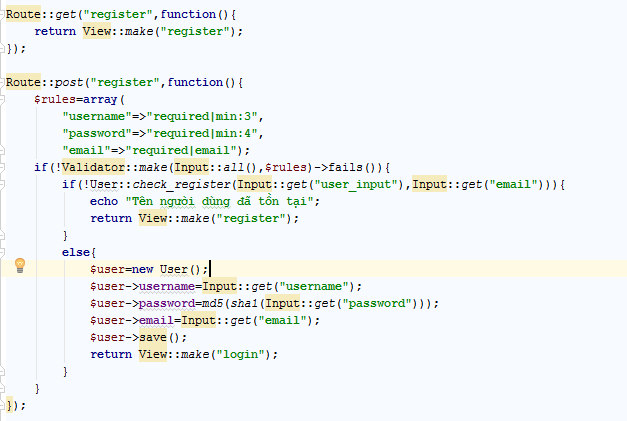 Route::get("register",function(){
return View::make("register");
});
Route::post("register",function(){
$rules=array(
"username"=>"required|min:3",
"password"=>"required|min:4",
"email"=>"required|email");
if(!Validator::make(Input::all(),$rules)->fails()){
if(!User::check_register(Input::get("user_input"),Input::get("email"))){
echo "Tên người dùng đã tồn tại";
return View::make("register");
}
else{
$user=new User();
$user->username=Input::get("username");
$user->password=md5(sha1(Input::get("password")));
$user->email=Input::get("email");
$user->save();
return View::make("login");
}
}
});